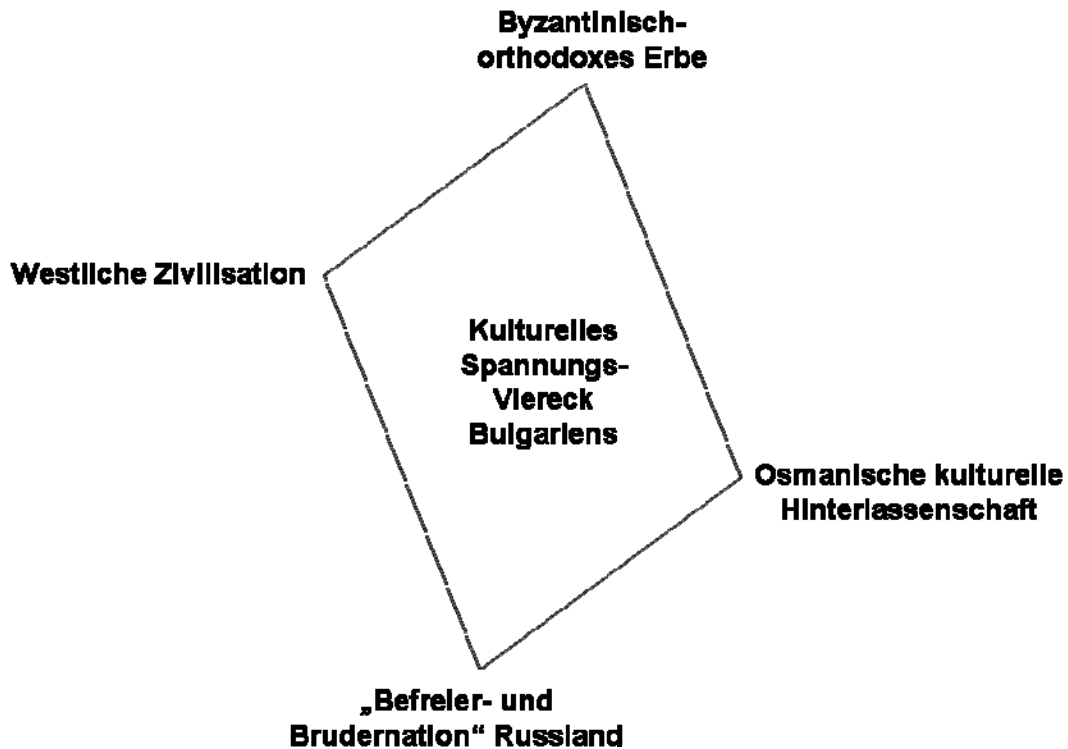 Byzantinisch-
orthodoxes Erbe
Westliche Zivilisation
Kulturelles
Spannungs-
Viereck
Bulgariens
Osmanische kulturelle
Hinterlassenschaft
„Befreier- und
Brudernation“ Russland